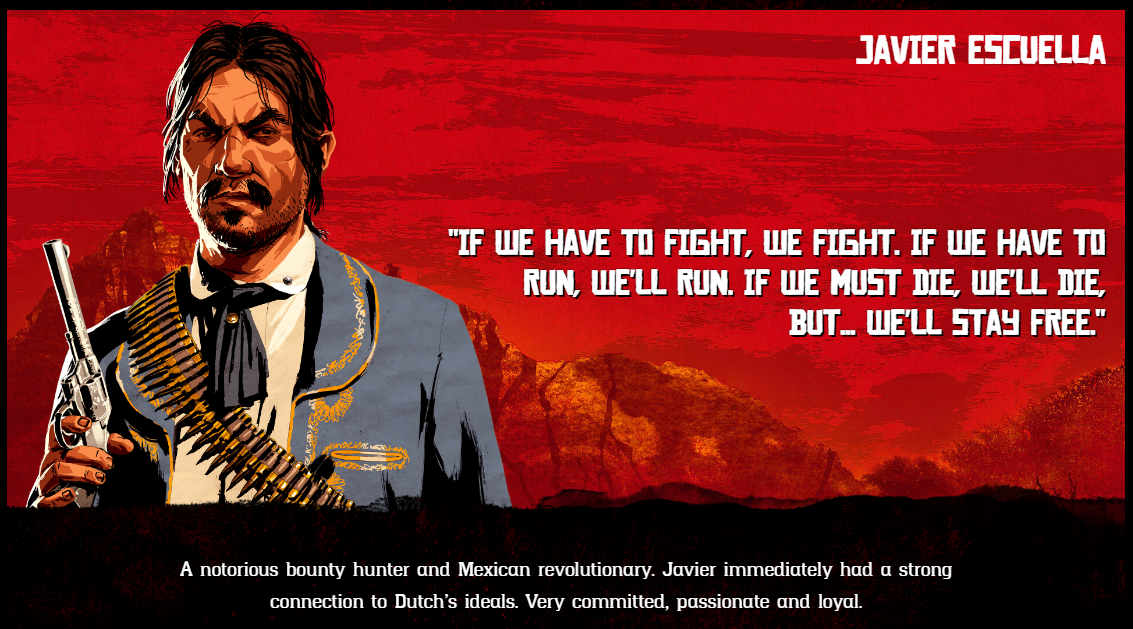 JAVIER ESCUELLA
"IF WE HAVE TO FIGHT, WE FIGHT. IF WE HAVE TO
RUN, WE'LL RUN. IF WE MUST DIE, WE'LL DIE,
BUT... WE'LL STAY FREE."
A notorious bounty hunter and Mexican revolutionary. Javier immediately had a strong
connection to Dutch's ideals. Very committed, passionate and loyal.